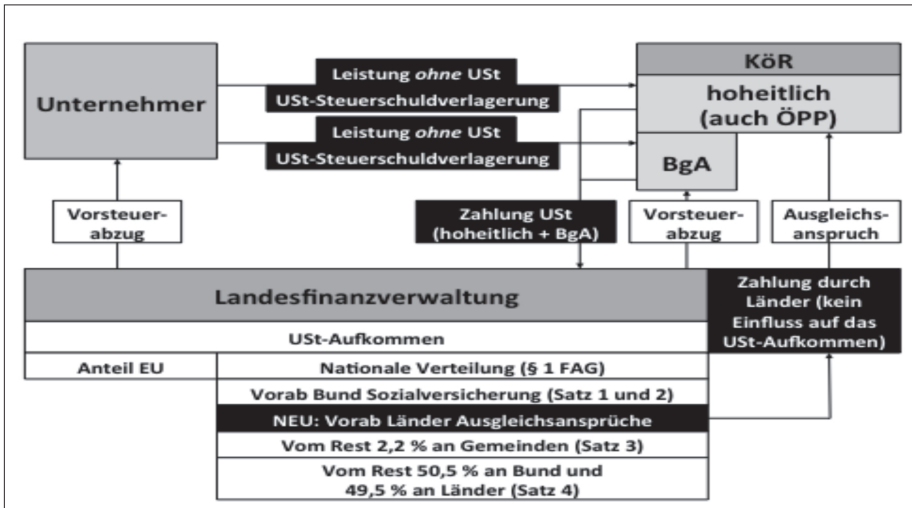 Unternehmer
Leistung ohne USt
USt-Steuerschuldverlagerung
Leistung ohne USt
USt-Steuerschuldverlagerung
KöR
hoheitlich
(auch ÖPP)
BgA
Vorsteuer-
abzug
Zahlung USt
(hoheitlich + BgA)
Vorsteuer-
abzug
Ausgleichs-
anspruch
Landesfinanzverwaltung
Zahlung durch
Länder (kein
Einfluss auf das
USt-Aufkommen)
USt-Aufkommen
Anteil EU
Nationale Verteilung (§ 1 FAG)
Vorab Bund Sozialversicherung (Satz 1 und 2)
NEU: Vorab Länder Ausgleichsansprüche
Vom Rest 2,2 % an Gemeinden (Satz 3)
Vom Rest 50,5 % an Bund und
49,5 % an Länder (Satz 4)